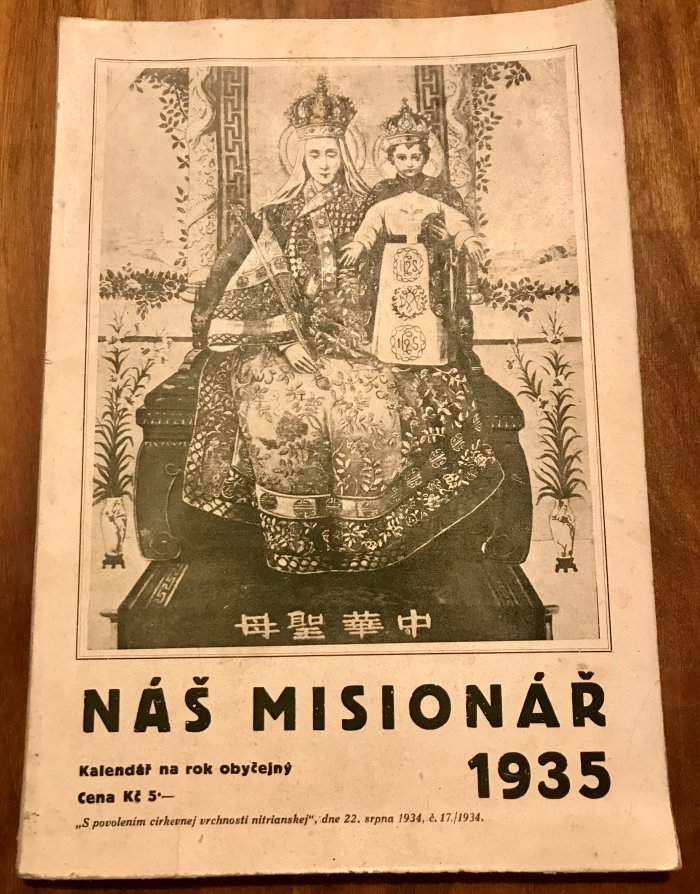 母聖華中
NÁŠ MISIONÁŘ
1935
Kalendář na rok obyčejný
Cena Kč 5·—
„S povolením církevnej vrchnosti nitrianskej“, dne 22. srpna 1934, č. 17./1934.